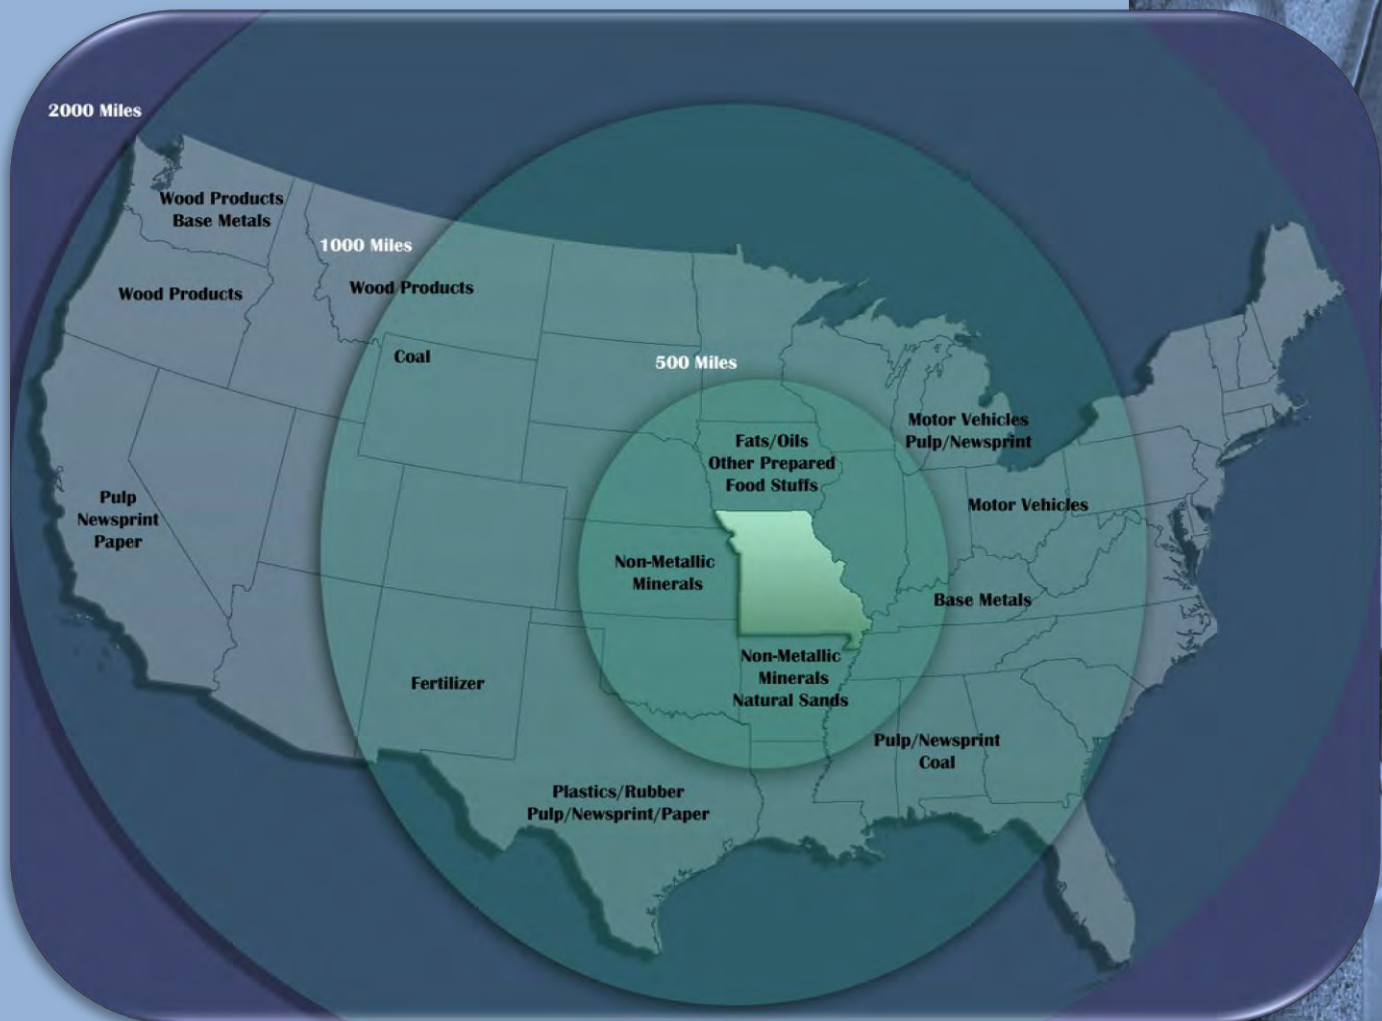 2000 Miles
Wood Products
Base Metals
1000 Miles
Wood Products
Wood Products
Coal
500 Miles
Motor Vehicles
Pulp/Newsprint
Fats/Oils
Other Prepared
Food Stuffs
Pulp
Newsprint
Paper
Motor Vehicles
Non-Metallic
Minerals
Base Metals
Non-Metallic
Minerals
Natural Sands
Fertilizer
Pulp/Newsprint
Coal
Plastics/Rubber
Pulp/Newsprint/Paper